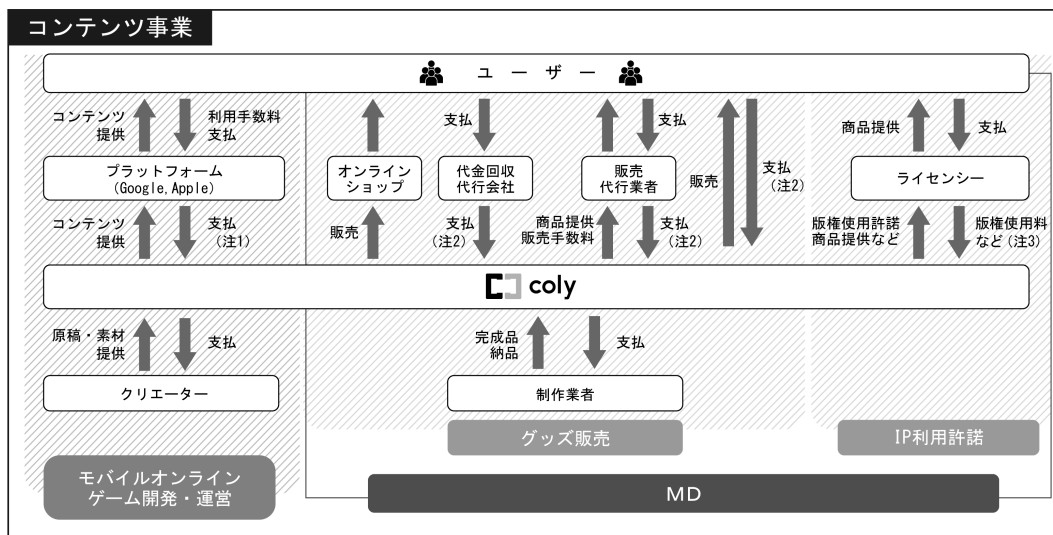 コンテンツ事業
ユーザー
コンテンツ
提供
利用手数料
支払
支払
支払
販売
支払
(注2)
商品提供
支払
プラットフォーム
(Google, Apple)
オンライン
ショップ
代金回収
代行会社
販売
代行業者
ライセンシー
コンテンツ
提供
支払
(注1)
販売
支払
(注2)
商品提供
販売手数料
支払
(注2)
版権使用許諾
商品提供など
版権使用料
など(注3)
coly
原稿・素材
提供
支払
完成品
納品
支払
クリエーター
制作業者
グッズ販売
IP利用許諾
モバイルオンライン
ゲーム開発・運営
MD